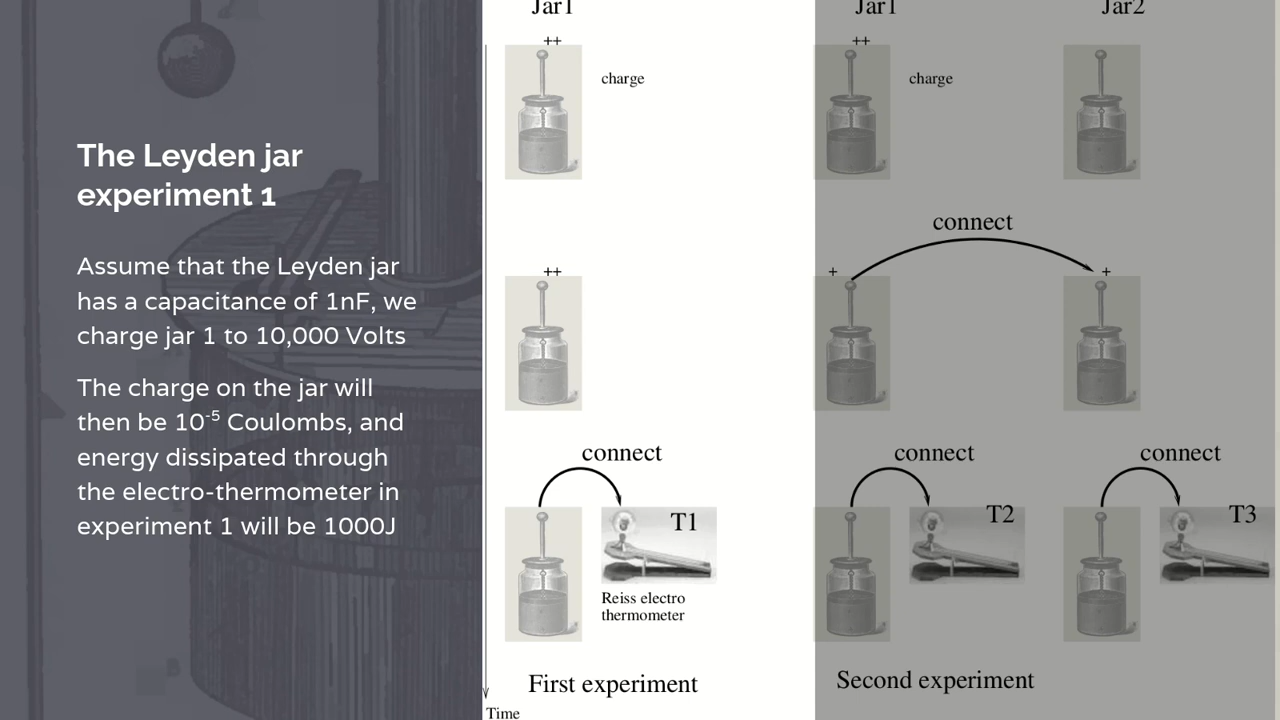 The Leyden jar
experiment 1
Assume that the Leyden jar
has a capacitance of 1nF, we
charge jar 1 to 10,000 Volts
The charge on the jar will
then be 10⁻⁵ Coulombs, and
energy dissipated through
the electro-thermometer in
experiment 1 will be 1000J
Jar1
++
charge
++
connect
T1
Reiss electro
thermometer
First experiment
Time
Jar1
Jar2
++
charge
connect
+
+
connect
T2
connect
T3
Second experiment